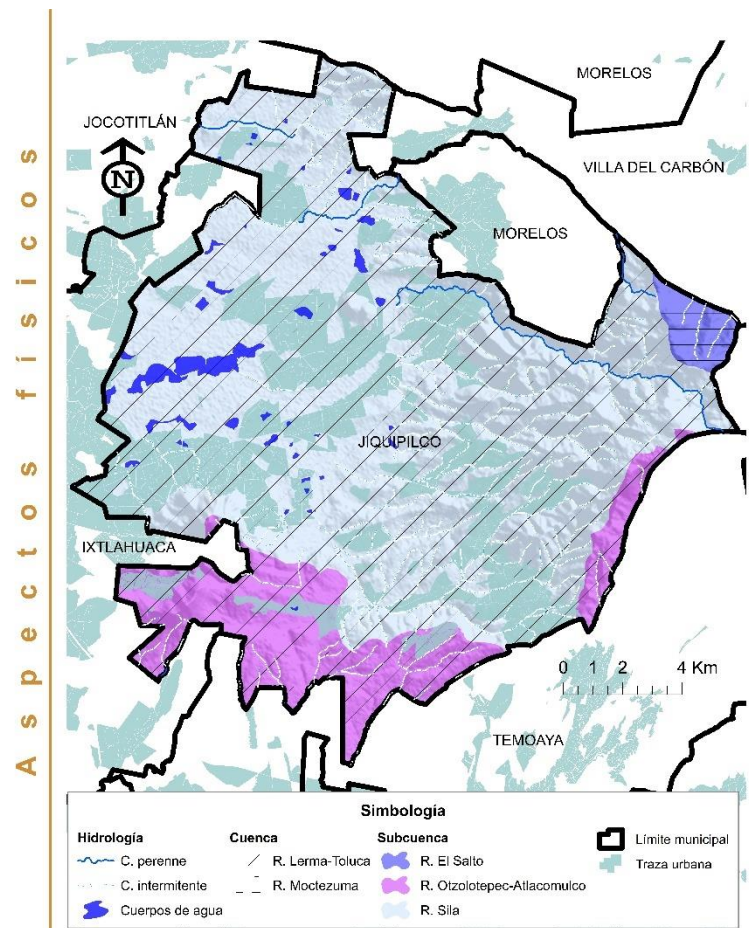 Aspectos físicos
MORELOS
JOCOTITLÁN
N
VILLA DEL CARBÓN
MORELOS
JIQUIPILCO
IXTLAHUACA
0 1 2 4 Km
TEMOAYA
Simbología
Hidrología
C. perenne
C. intermitente
Cuerpos de agua
Cuenca
R. Lerma-Toluca
R. Moctezuma
Subcuenca
R. El Salto
R. Otzolotepec-Atlacomulco
R. Sila
Límite municipal
Traza urbana